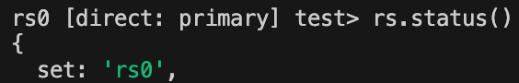 rs0 [direct: primary] test> rs.status()
{
  set: 'rs0',